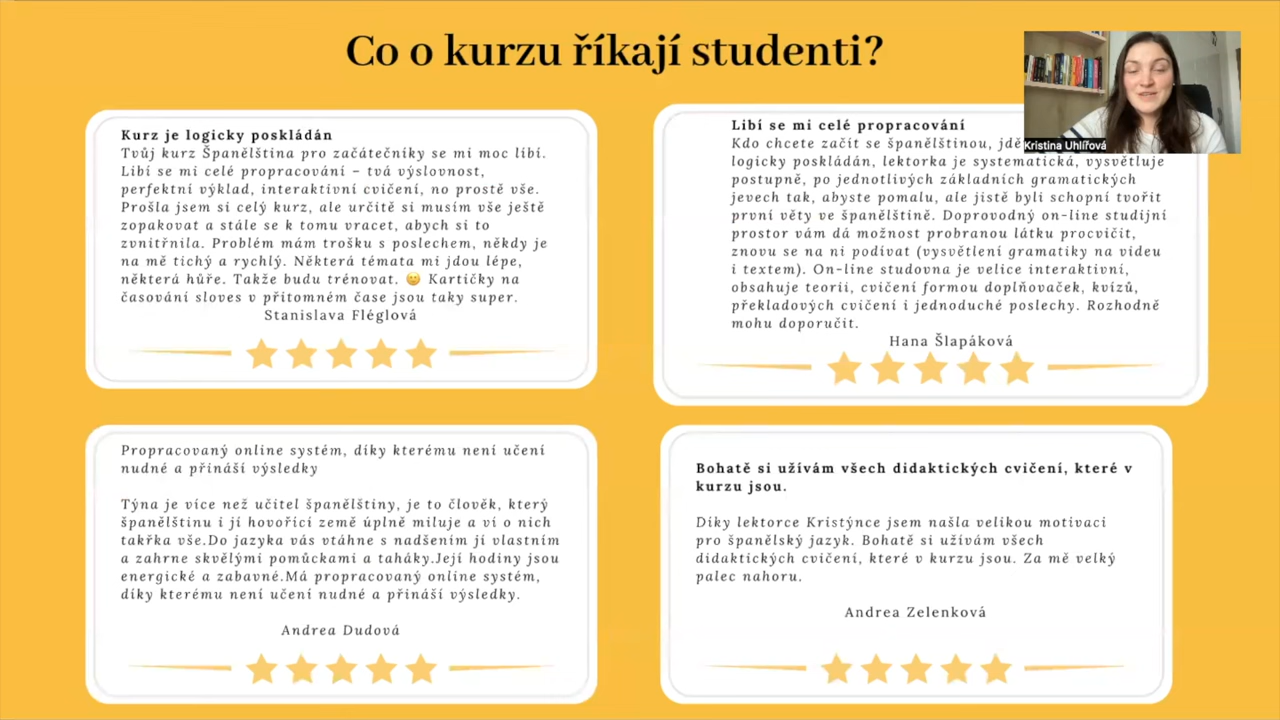 Co o kurzu říkají studenti?
Kristina Uhlířová
Kurz je logicky poskládán
Tvůj kurz Španělština pro začátečníky se mi moc líbí.
Líbí se mi celé propracování – tvá výslovnost,
perfektní výklad, interaktivní cvičení, no prostě vše.
Prošla jsem si celý kurz, ale určitě si musím vše ještě
zopakovat a stále se k tomu vracet, abych si to
zvnitřnila. Problém mám trošku s poslechem, někdy je
na mě tichý a rychlý. Některá témata mi jdou lépe,
některá hůře. Takže budu trénovat. 😊 Kartičky na
časování sloves v přítomném čase jsou taky super.
Stanislava Fléglová
Libí se mi celé propracování
Kdo chcete začít se španělštinou,
logicky poskládán, lektorka je systematická, vysvětluje
postupně, po jednotlivých základních gramatických
jevech tak, abyste pomalu, ale jistě byli schopní tvořit
první věty ve španělštině. Doprovodný on-line studijní
prostor vám dá možnost probranou látku procvičit,
znovu se na ni podívat (vysvětlení gramatiky na videu
i textem). On-line studovna je velice interaktivní,
obsahuje teorii, cvičení formou doplňovaček, kvízů,
překladových cvičení i jednoduché poslechy. Rozhodně
mohu doporučit.
Hana Šlapáková
Propracovaný online systém, díky kterému není učení
nudné a přináší výsledky
Týna je více než učitel španělštiny, je to člověk, který
španělštinu i jí hovořící země úplně miluje a ví o nich
takřka vše.Do jazyka vás vtáhne s nadšením jí vlastním
a zahrne skvělými pomůckami a taháky.Její hodiny jsou
energické a zabavné.Má propracovaný online systém,
díky kterému není učení nudné a přináší výsledky.
Andrea Dudová
Bohatě si užívám všech didaktických cvičení, které v
kurzu jsou.
Díky lektorce Kristýnce jsem našla velikou motivaci
pro španělský jazyk. Bohatě si užívám všech
didaktických cvičení, které v kurzu jsou. Za mě velký
palec nahoru.
Andrea Zelenková